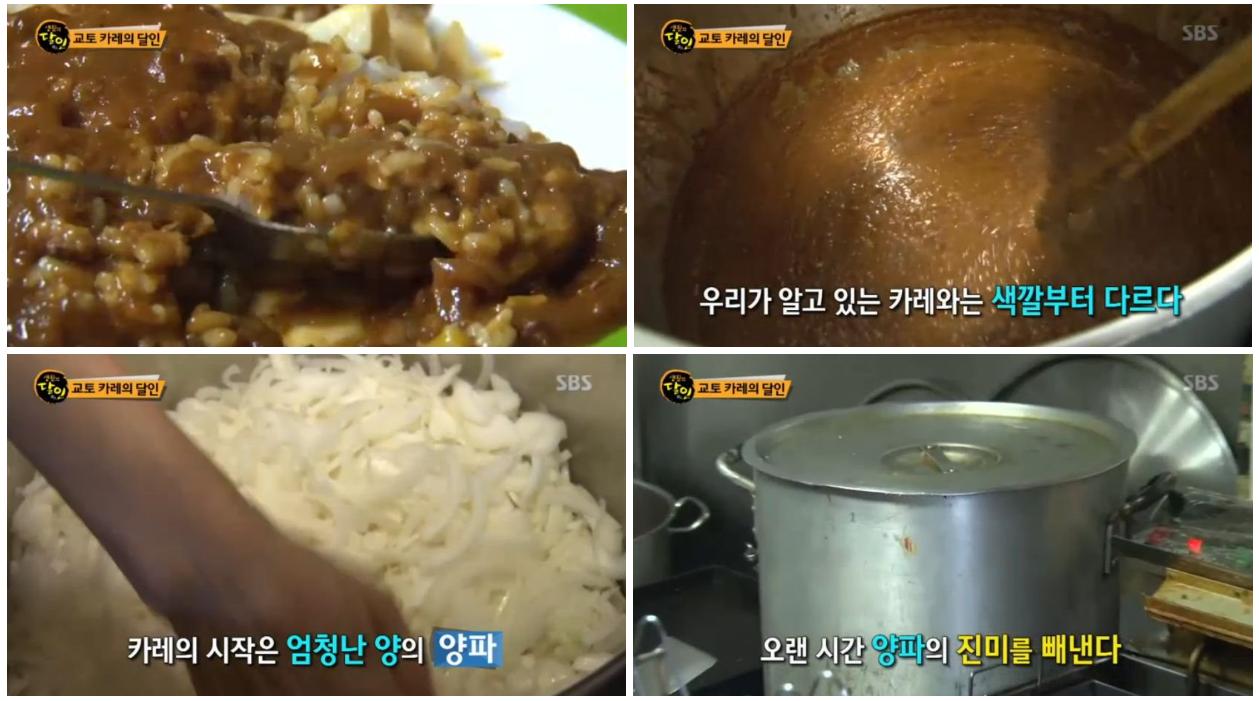 생활의 달인
교토 카레의 달인
생활의 달인
교토 카레의 달인
SBS
우리가 알고 있는 카레와는 색깔부터 다르다
생활의 달인
교토 카레의 달인
SBS
카레의 시작은 엄청난 양의 양파
생활의 달인
교토 카레의 달인
SBS
오랜 시간 양파의 진미를 빼낸다